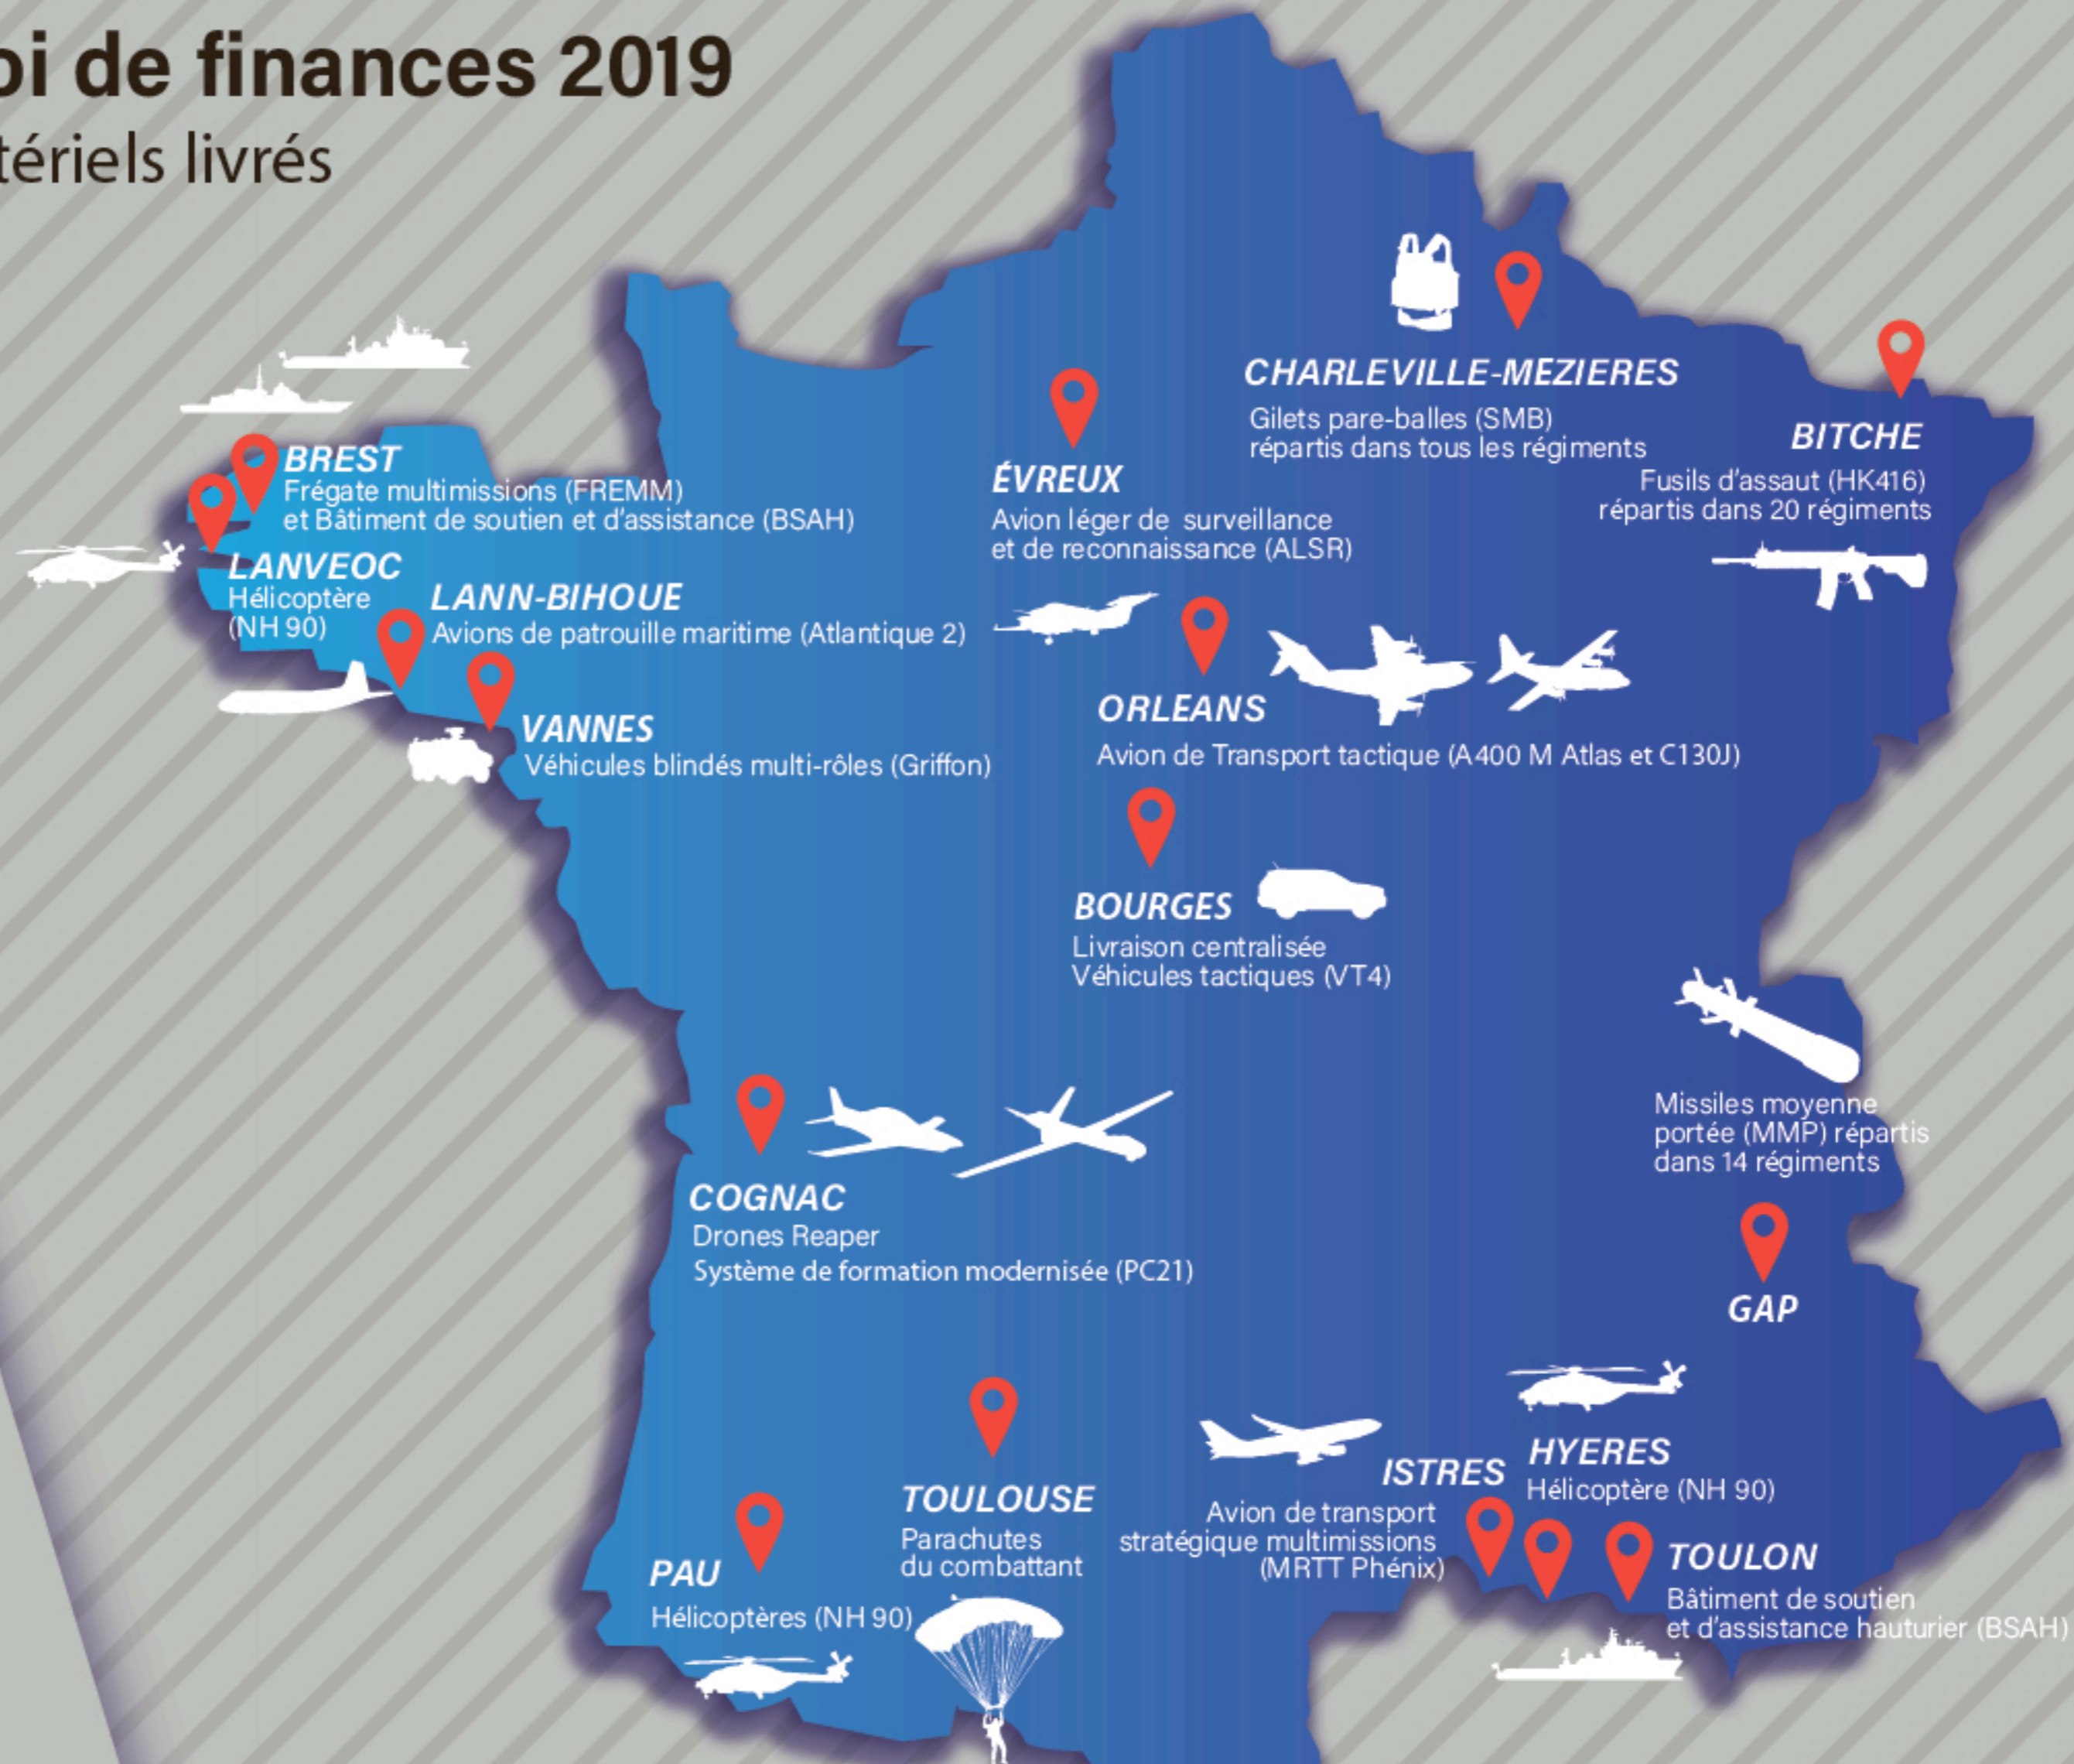 oi de finances 2019
tériels livrés
CHARLEVILLE-MEZIERES
Gilets pare-balles (SMB)
répartis dans tous les régiments
BITCHE
Fusils d'assaut (HK416)
répartis dans 20 régiments
BREST
Frégate multimissions (FREMM)
et Bâtiment de soutien et d'assistance (BSAH)
ÉVREUX
Avion léger de surveillance
et de reconnaissance (ALSR)
LANVEOC
Hélicoptère
(NH 90)
LANN-BIHOUE
Avions de patrouille maritime (Atlantique 2)
VANNES
Véhicules blindés multi-rôles (Griffon)
ORLEANS
Avion de Transport tactique (A400 M Atlas et C130J)
BOURGES
Livraison centralisée
Véhicules tactiques (VT4)
Missiles moyenne
portée (MMP) répartis
dans 14 régiments
GAP
COGNAC
Drones Reaper
Système de formation modernisée (PC21)
HYERES
Hélicoptère (NH 90)
ISTRES
Avion de transport
stratégique multimissions
(MRTT Phénix)
TOULOUSE
Parachutes
du combattant
PAU
Hélicoptères (NH 90)
TOULON
Bâtiment de soutien
et d'assistance hauturier (BSAH)